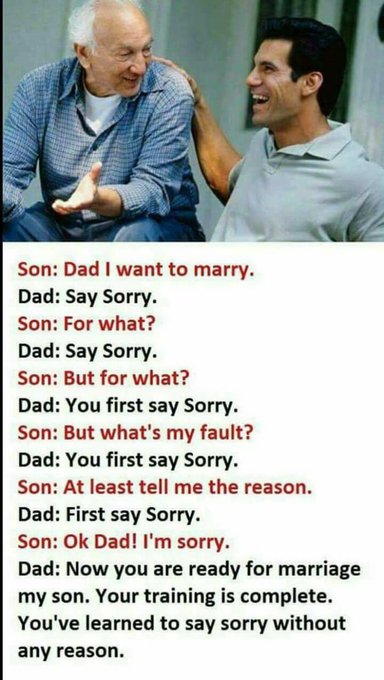 Son: Dad I want to marry.
Dad: Say Sorry.
Son: For what?
Dad: Say Sorry.
Son: But for what?
Dad: You first say Sorry.
Son: But what's my fault?
Dad: You first say Sorry.
Son: At least tell me the reason.
Dad: First say Sorry.
Son: Ok Dad! I'm sorry.
Dad: Now you are ready for marriage
my son. Your training is complete.
You've learned to say sorry without
any reason.